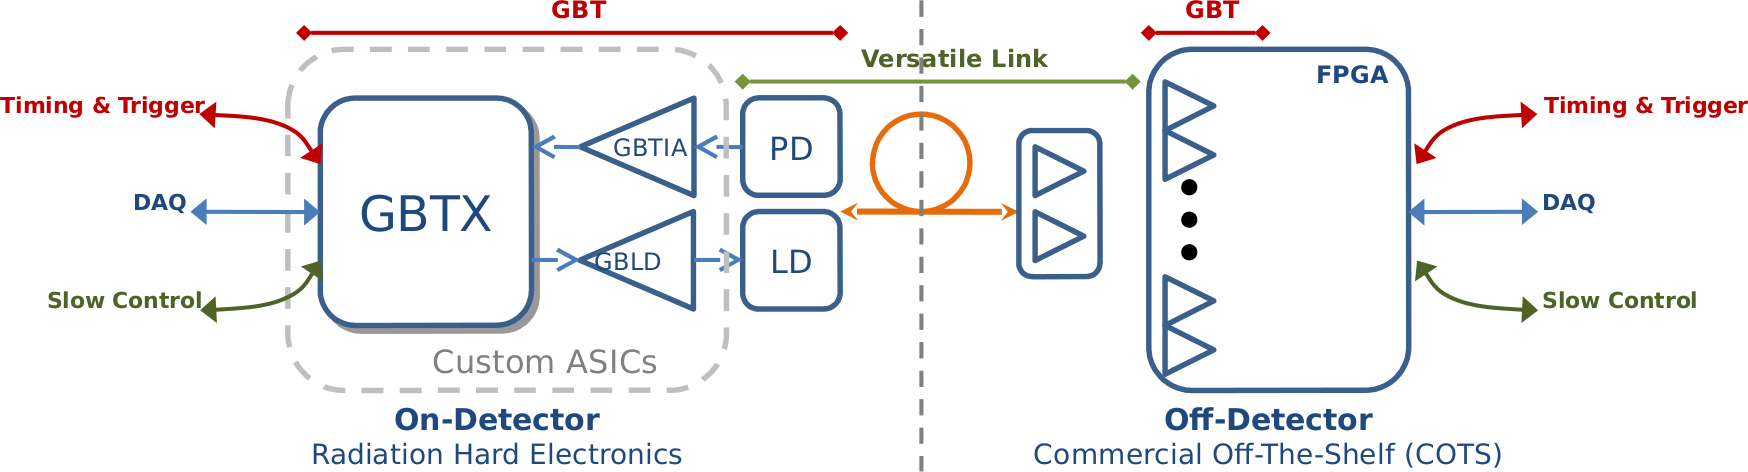 GBT
GBT
Versatile Link
FPGA
Timing & Trigger
Timing & Trigger
GBTIA
PD
DAQ
GBTX
DAQ
GBLD
LD
Slow Control
Slow Control
Custom ASICs
On-Detector
Off-Detector
Radiation Hard Electronics
Commercial Off-The-Shelf (COTS)